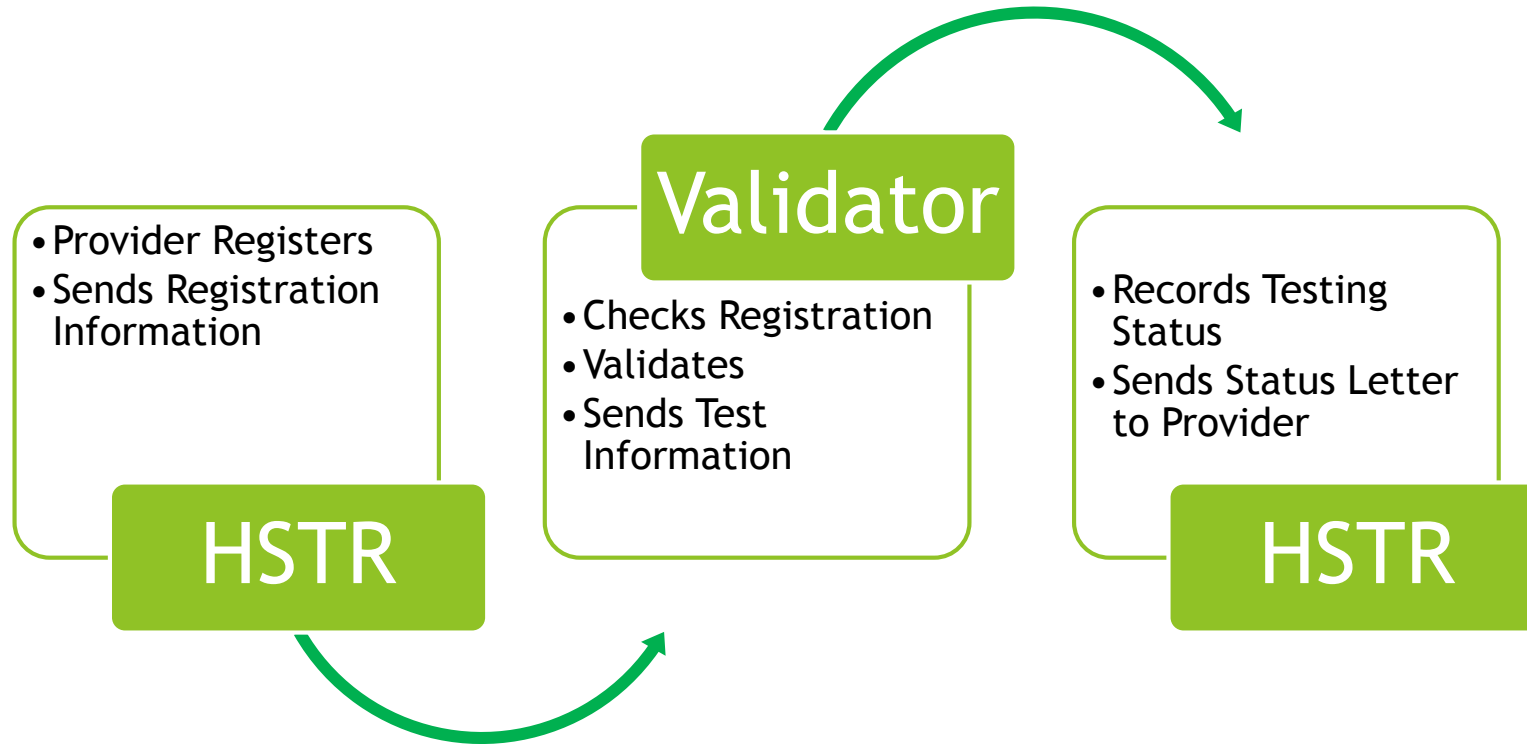 • Provider Registers
• Sends Registration
Information
HSTR
Validator
• Checks Registration
• Validates
• Sends Test
Information
• Records Testing
Status
• Sends Status Letter
to Provider
HSTR